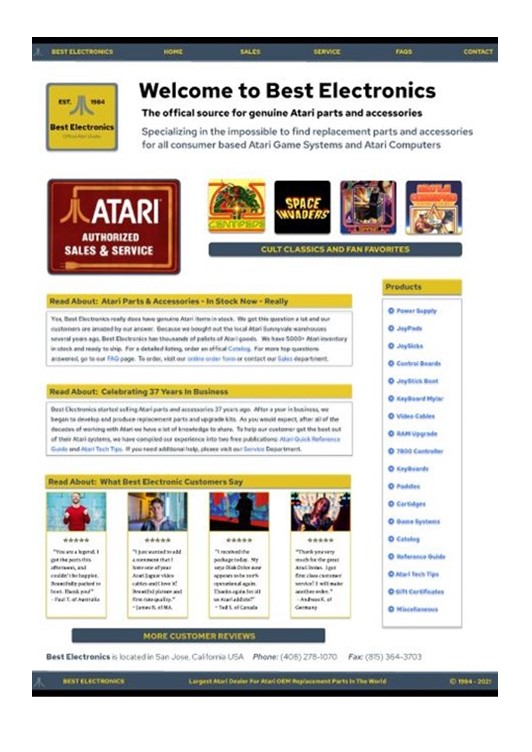 BEST ELECTRONICS HOME SALES SERVICE FAQS CONTACT
EST. 1984
Best Electronics
Welcome to Best Electronics
The offical source for genuine Atari parts and accessories
Specializing in the impossible to find replacement parts and accessories
for all consumer based Atari Game Systems and Atari Computers
ATARI
AUTHORIZED
SALES & SERVICE
CENTIPEDE
SPACE
INVADERS
CULT CLASSICS AND FAN FAVORITES
Read About: Atari Parts & Accessories - In Stock Now - Really
Yes, Best Electronics really does have genuine Atari items in stock. We get this question a lot and our
customers are amazed by our answer. Because we bought out the local Atari Sunnyvale warehouses
several years ago, Best Electronics has thousands of pallets of Atari goods. We have 5000+ Atari inventory
in stock and ready to ship. For a detailed listing, order an offical Catalog. For more top questions
answered, go to our FAQ page. To order, visit our online order form or contact our Sales department.
Read About: Celebrating 37 Years In Business
Best Electronics started selling Atari parts and accessories 37 years ago. After a year in business, we
began to develop and produce replacement parts and upgrade kits. As you would expect, after all of the
decades of working with Atari we have a lot of knowledge to share. To help our customer get the best out
of their Atari systems, we have compiled our experience into two free publications: Atari Quick Reference
Guide and Atari Tech Tips. If you need additional help, please visit our Service Department.
Read About: What Best Electronic Customers Say
*****
"You are a legend. I
got the parts this
afternoon, and
couldn't be happier.
Beautifully packed to
boot. Thank you!"
- Paul T. of Australia
*****
"I just wanted to add
a comment that I
love one of your
Atari Jaguar video
cables and I love it!
Beautiful picture and
first rate quality."
- James R. of MA.
*****
"I received the
package today. My
Disk Drive now
appears to be 100%
operational again.
Thanks again for all
us Atari addicts!"
- Ted S. of Canada
*****
"Thank you very
much for the great
Atari items. I got
first class customer
service! I will make
another order."
- Andreas K. of
Germany
MORE CUSTOMER REVIEWS
Products
Power Supply
JoyPads
JoySticks
Control Boards
JoyStick Boot
KeyBoard Mylar
Video Cables
RAM Upgrade
7800 Controller
KeyBoards
Paddles
Cartidges
Game Systems
Catalog
Reference Guide
Atari Tech Tips
Gift Certificates
Miscellaneous
Best Electronics is located in San Jose, California USA Phone: (408) 278-1070 Fax: (815) 364-3703
BEST ELECTRONICS Largest Atari Dealer For Atari OEM Replacement Parts In The World © 1984 - 2021